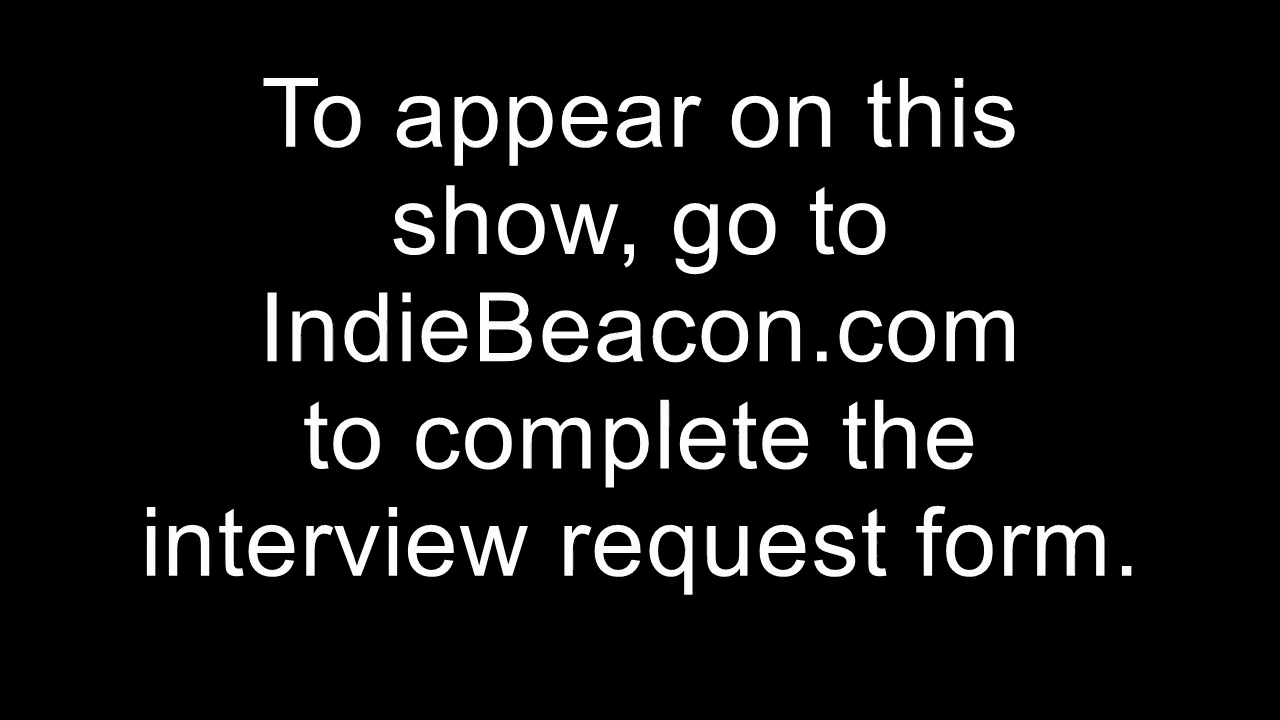 To appear on this
show, go to
IndieBeacon.com
to complete the
interview request form.